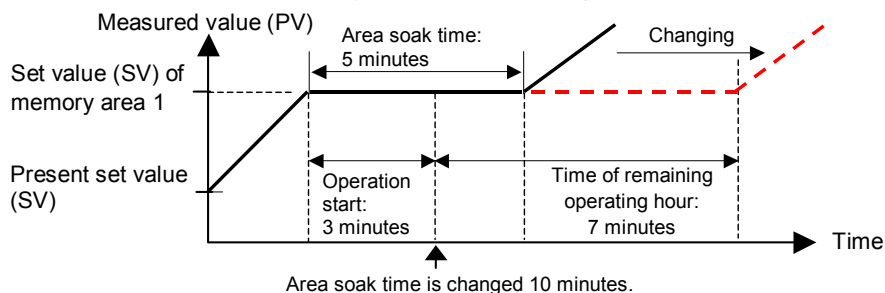 Measured value (PV)
Area soak time:
5 minutes
Changing
Set value (SV) of
memory area 1
Present set value
(SV)
Operation
start:
3 minutes
Time of remaining
operating hour:
7 minutes
Time
Area soak time is changed 10 minutes.